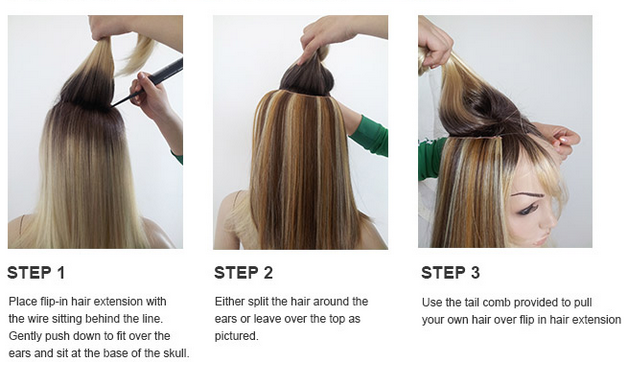 STEP 1
Place flip-in hair extension with
the wire sitting behind the line.
Gently push down to fit over the
ears and sit at the base of the skull.
STEP 2
Either split the hair around the
ears or leave over the top as
pictured.
STEP 3
Use the tail comb provided to pull
your own hair over flip in hair extension